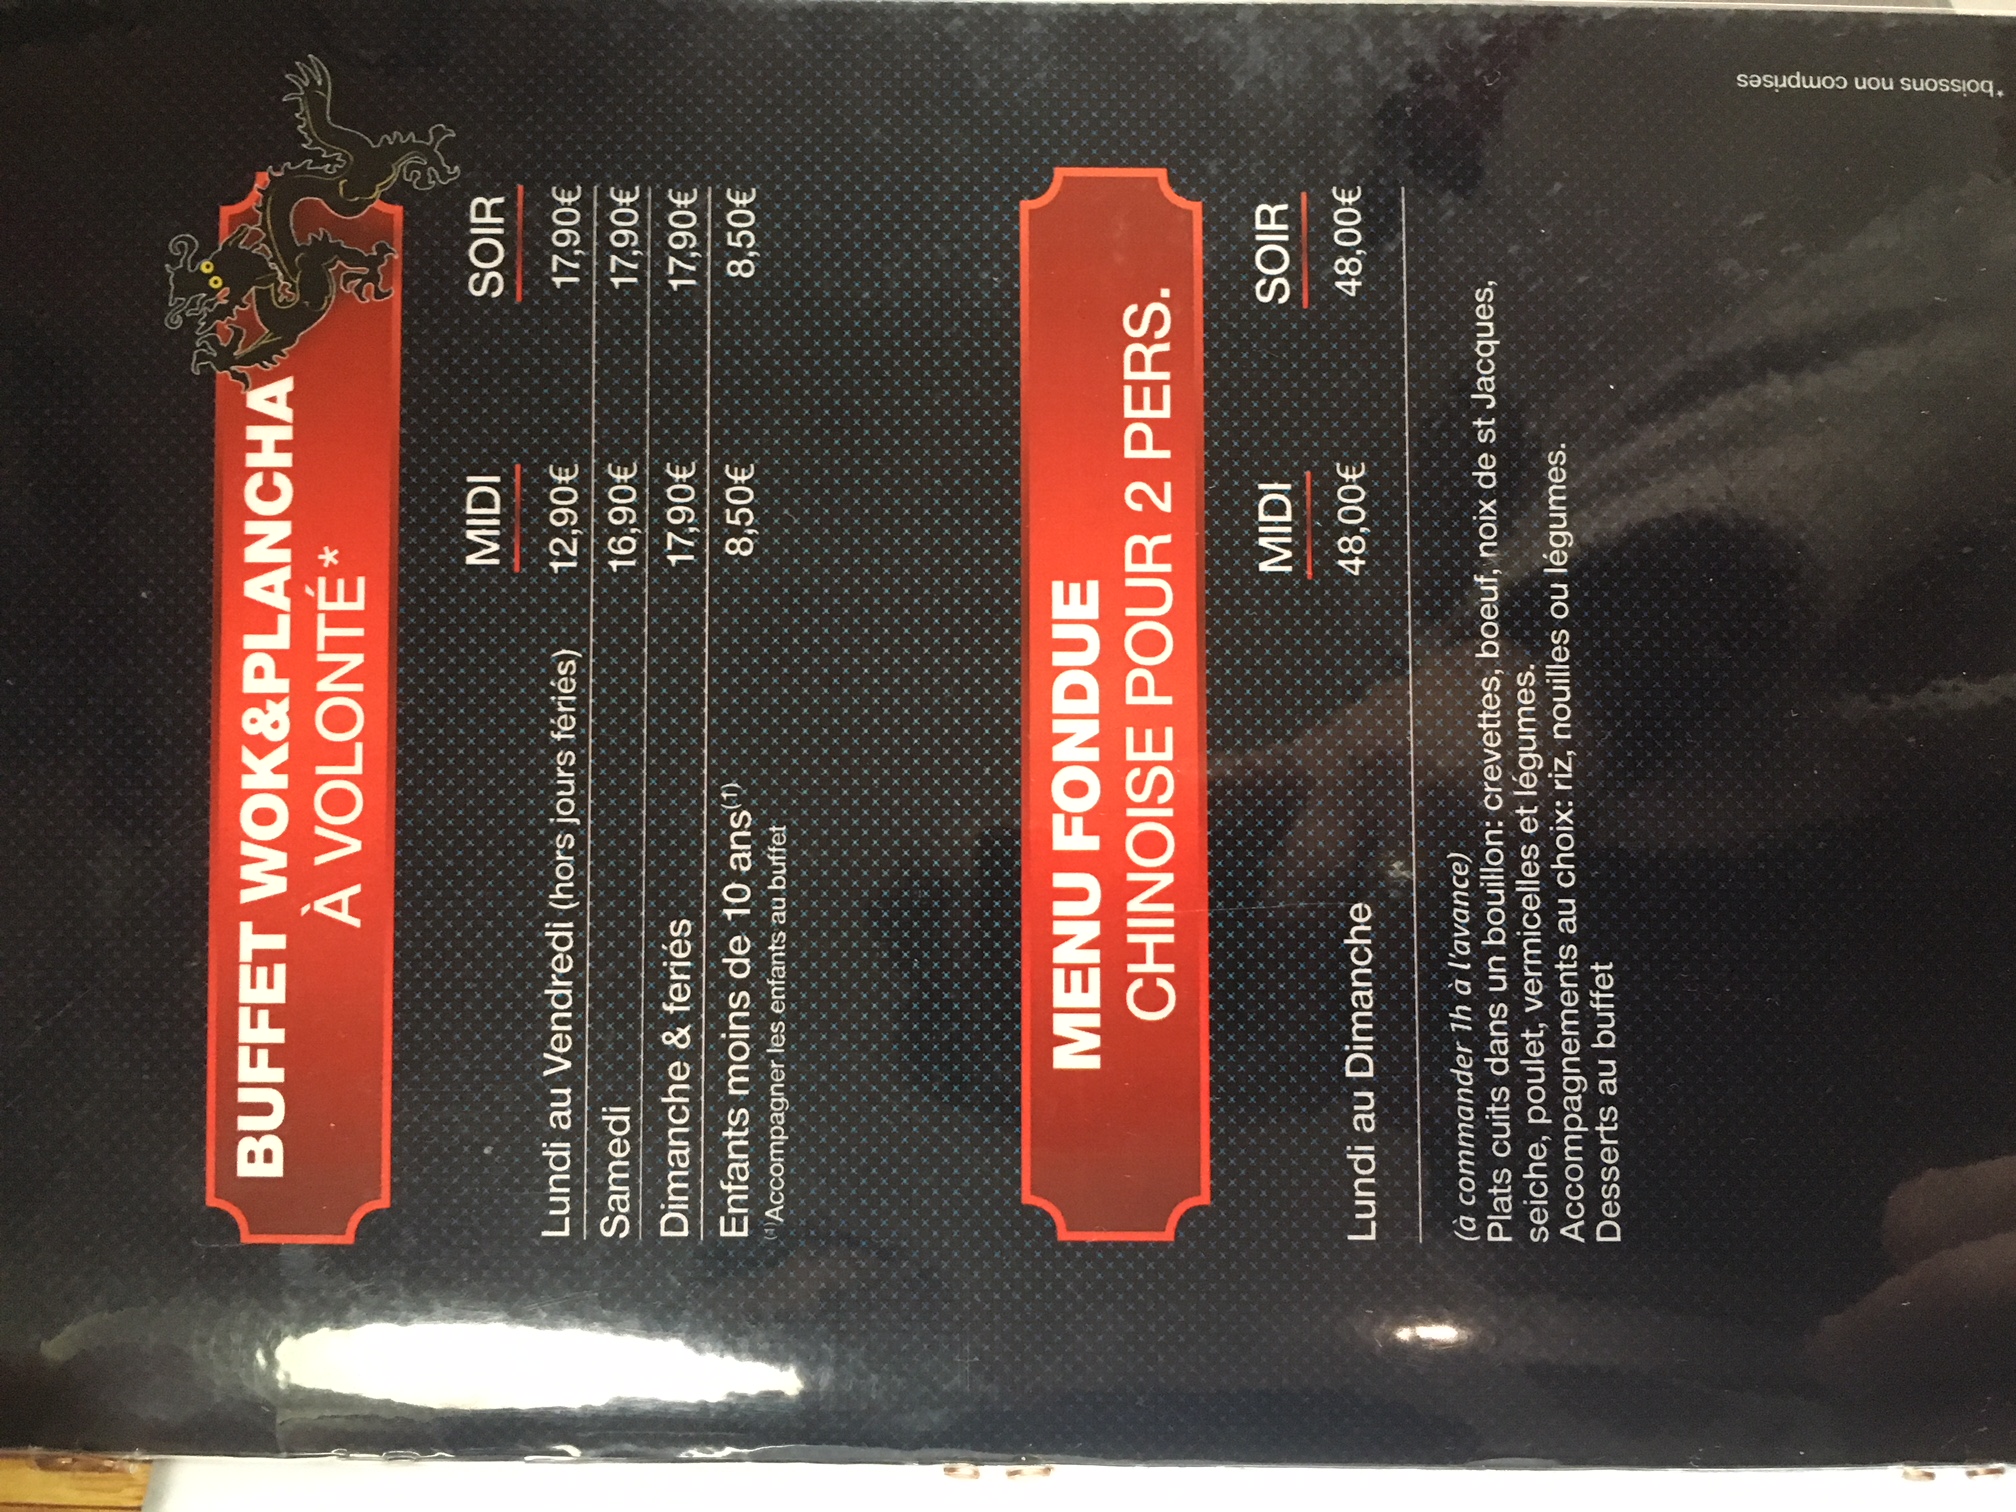 BUFFET WOK&PLANCHA
À VOLONTÉ*
MIDI SOIR
Lundi au Vendredi (hors jours fériés) 12,90€ 17,90€
Samedi 16,90€ 17,90€
Dimanche & feriés 17,90€ 17,90€
Enfants moins de 10 ans(1) 8,50€ 8,50€
(1)Accompagner les enfants au buffet
MENU FONDUE
CHINOISE POUR 2 PERS.
MIDI SOIR
Lundi au Dimanche 48,00€ 48,00€
(à commander 1h à l'avance)
Plats cuits dans un bouillon: crevettes, boeuf, noix de st Jacques,
seiche, poulet, vermicelles et légumes.
Accompagnements au choix: riz, nouilles ou légumes.
Desserts au buffet
*boissons non comprises